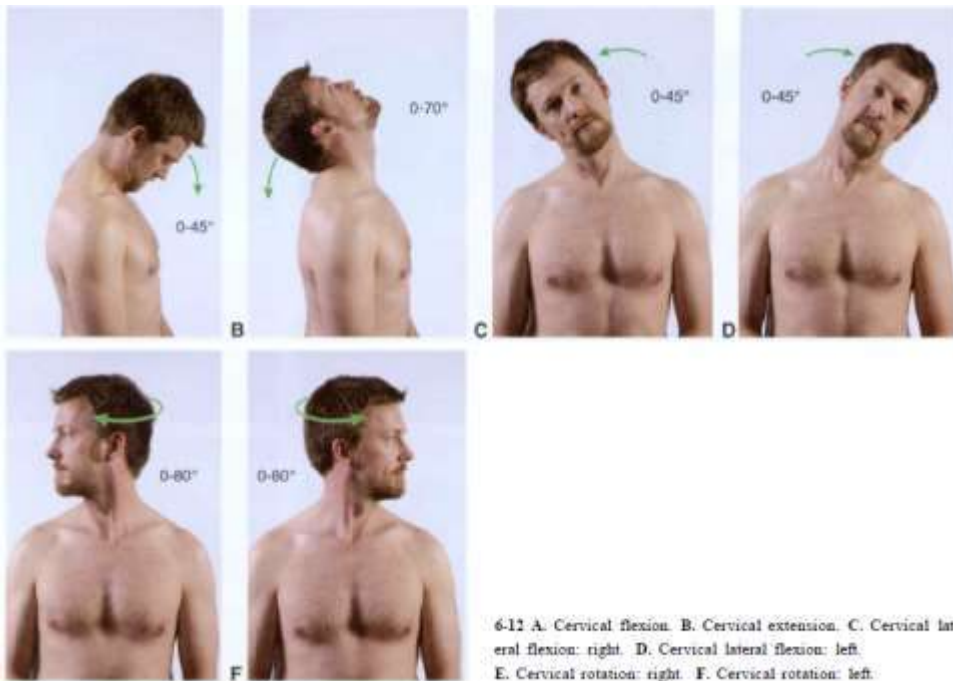 0-45°
B
0-70°
C
0-45°
D
0-45°
0-80°
F
0-80°
6-12 A. Cervical flexion. B. Cervical extension. C. Cervical lat
eral flexion: right. D. Cervical lateral flexion: left.
E. Cervical rotation: right. F. Cervical rotation: left.